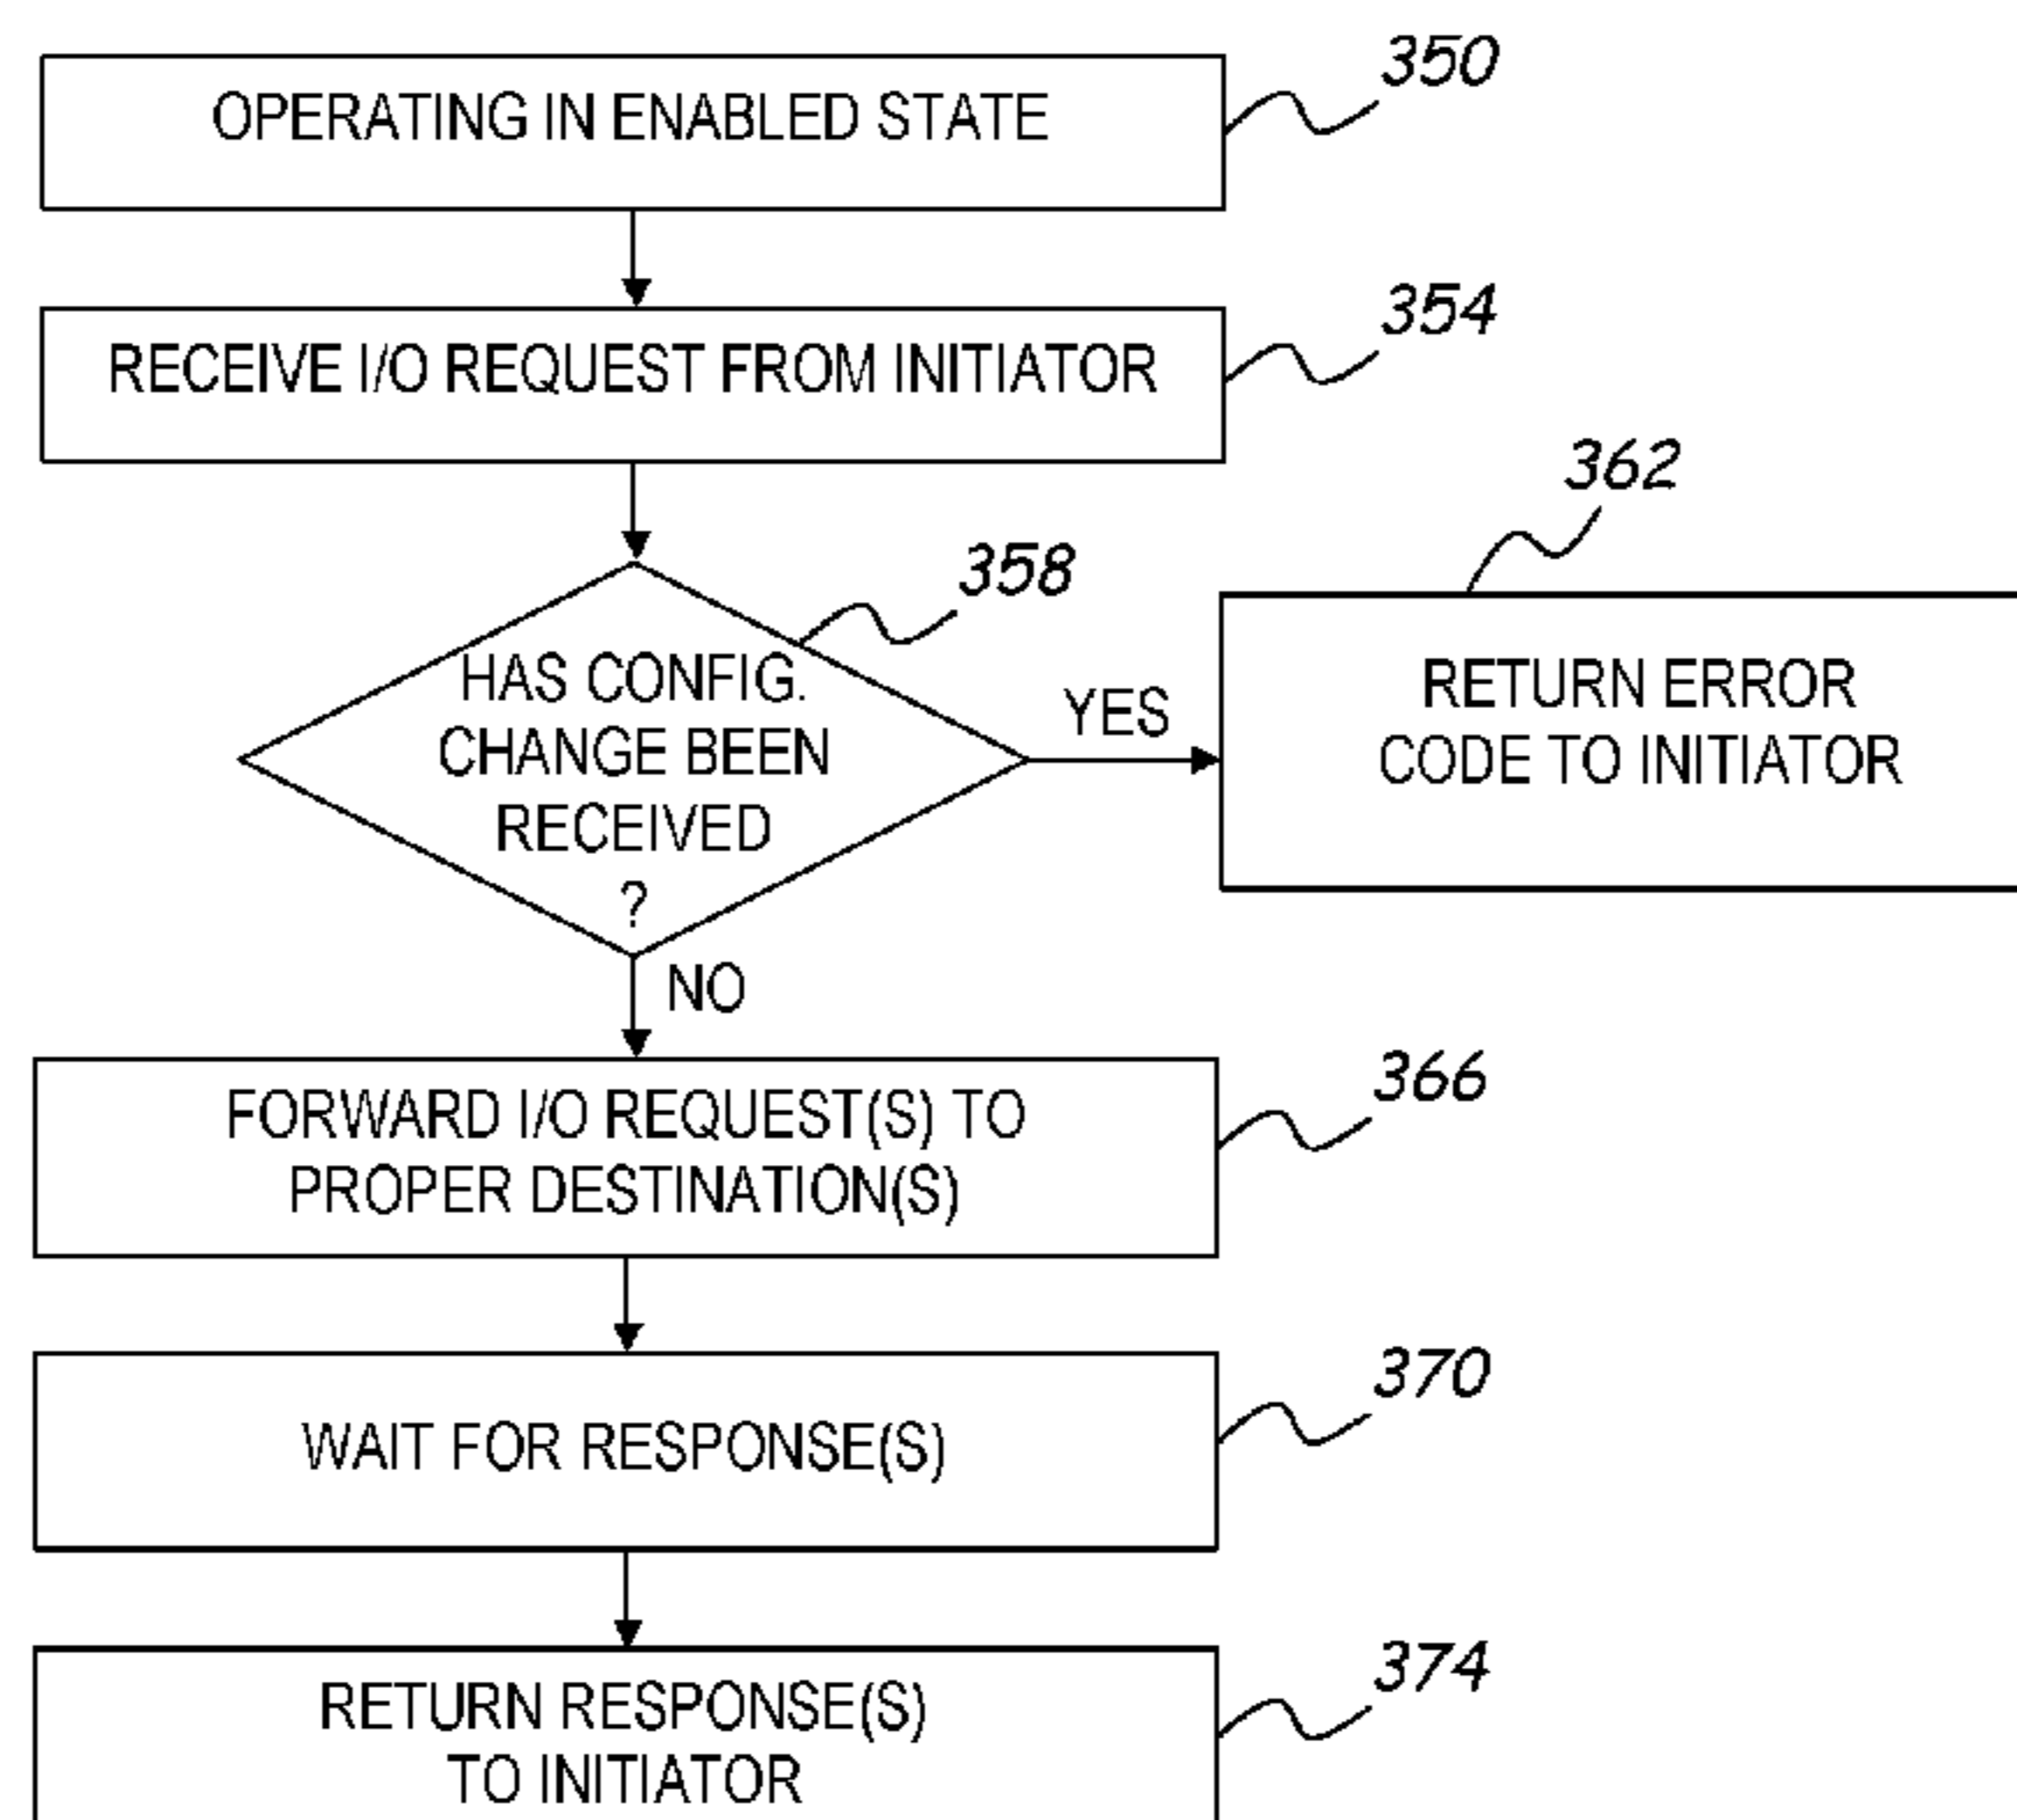 350
OPERATING IN ENABLED STATE
354
RECEIVE I/O REQUEST FROM INITIATOR
362
358
HAS CONFIG.
CHANGE BEEN
RECEIVED
?
YES
RETURN ERROR
CODE TO INITIATOR
NO
366
FORWARD I/O REQUEST(S) TO
PROPER DESTINATION(S)
370
WAIT FOR RESPONSE(S)
374
RETURN RESPONSE(S)
TO INITIATOR